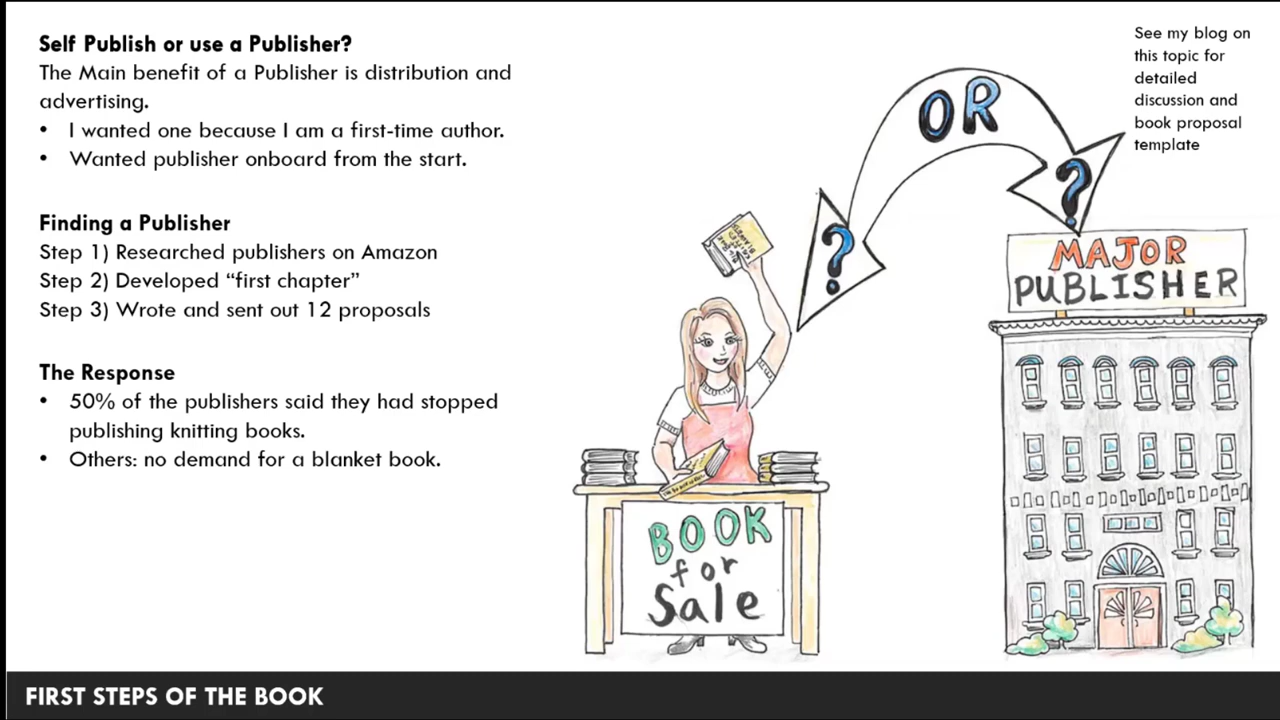 Self Publish or use a Publisher?
The Main benefit of a Publisher is distribution and
advertising.
• I wanted one because I am a first-time author.
• Wanted publisher onboard from the start.
Finding a Publisher
Step 1) Researched publishers on Amazon
Step 2) Developed “first chapter”
Step 3) Wrote and sent out 12 proposals
The Response
• 50% of the publishers said they had stopped
publishing knitting books.
• Others: no demand for a blanket book.
See my blog on
this topic for
detailed
discussion and
book proposal
template
OR
?
?
MAJOR
PUBLISHER
BOOK
for
Sale
FIRST STEPS OF THE BOOK